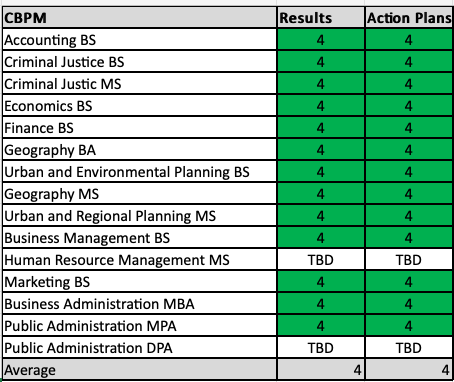 CBPM Results Action Plans
Accounting BS 4 4
Criminal Justice BS 4 4
Criminal Justic MS 4 4
Economics BS 4 4
Finance BS 4 4
Geography BA 4 4
Urban and Environmental Planning BS 4 4
Geography MS 4 4
Urban and Regional Planning MS 4 4
Business Management BS 4 4
Human Resource Management MS TBD TBD
Marketing BS 4 4
Business Administration MBA 4 4
Public Administration MPA 4 4
Public Administration DPA TBD TBD
Average 4 4